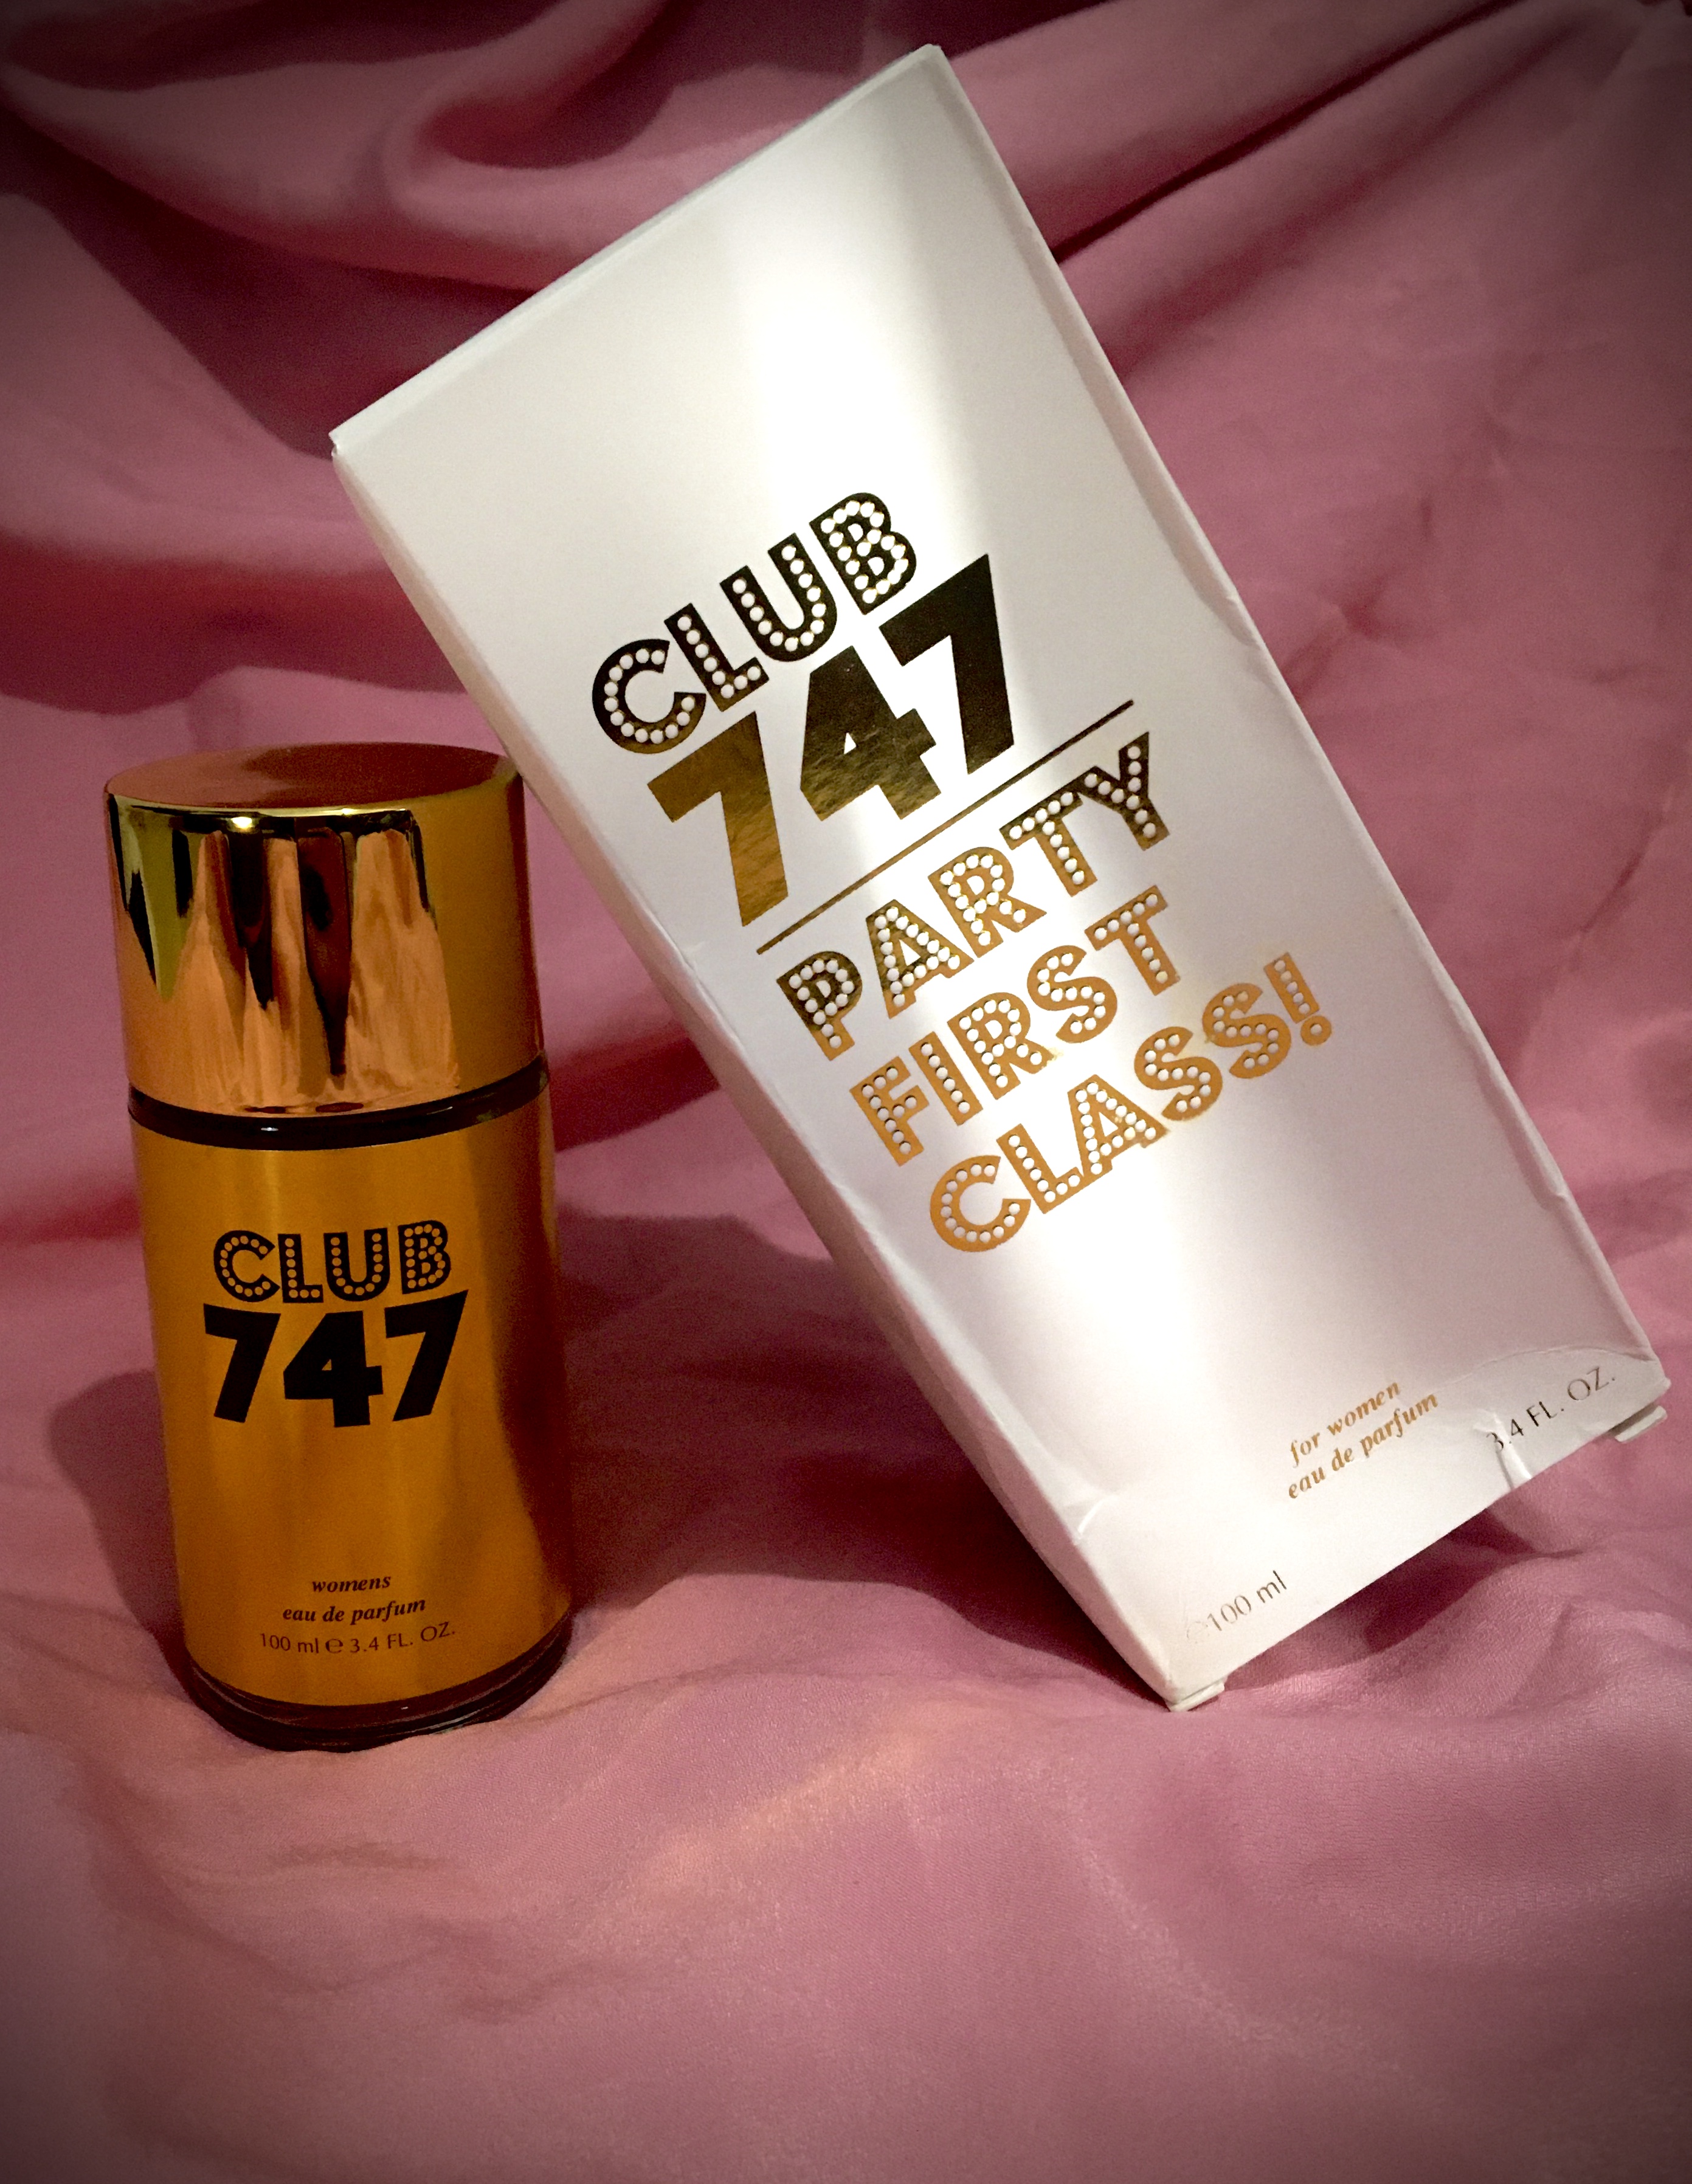 CLUB
747
PARTY
FIRST
CLASS!
for women
eau de parfum
3.4 FL. OZ.
℮100 ml
CLUB
747
womens
eau de parfum
100 ml ℮ 3.4 FL. OZ.